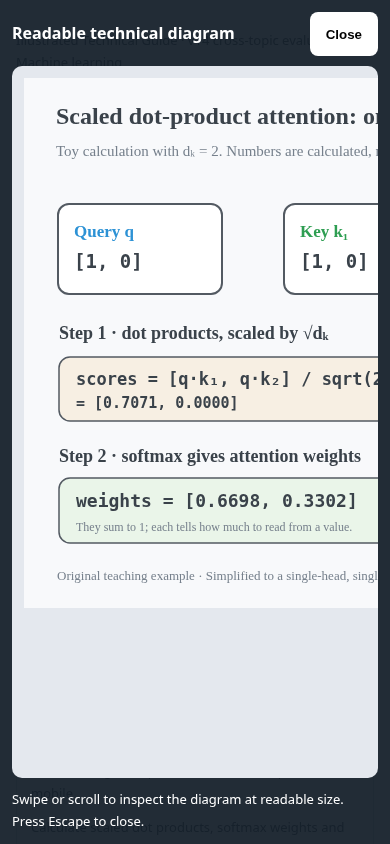 Readable technical diagram
Close
Scaled dot-product attention:
Toy calculation with dₖ = 2. Numbers are calculated,
Query q
[1, 0]
Key k₁
[1, 0]
Step 1 · dot products, scaled by √dₖ
scores = [q·k₁, q·k₂] / sqrt(2
= [0.7071, 0.0000]
Step 2 · softmax gives attention weights
weights = [0.6698, 0.3302]
They sum to 1; each tells how much to read from a value.
Original teaching example · Simplified to a single-head,
Swipe or scroll to inspect the diagram at readable size.
Press Escape to close.